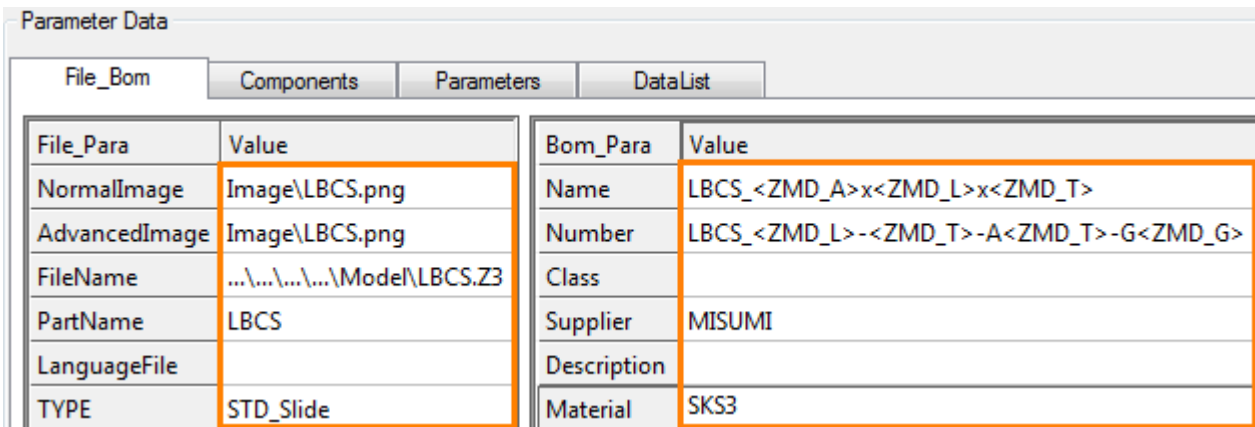 Parameter Data
File_Bom Components Parameters DataList
File_Para Value Bom_Para Value
NormalImage Image\LBCS.png Name LBCS_<ZMD_A>x<ZMD_L>x<ZMD_T>
AdvancedImage Image\LBCS.png Number LBCS_<ZMD_L>-<ZMD_T>-A<ZMD_T>-G<ZMD_G>
FileName ...\...\...\...\Model\LBCS.Z3 Class
PartName LBCS Supplier MISUMI
LanguageFile Description
TYPE STD_Slide Material SKS3